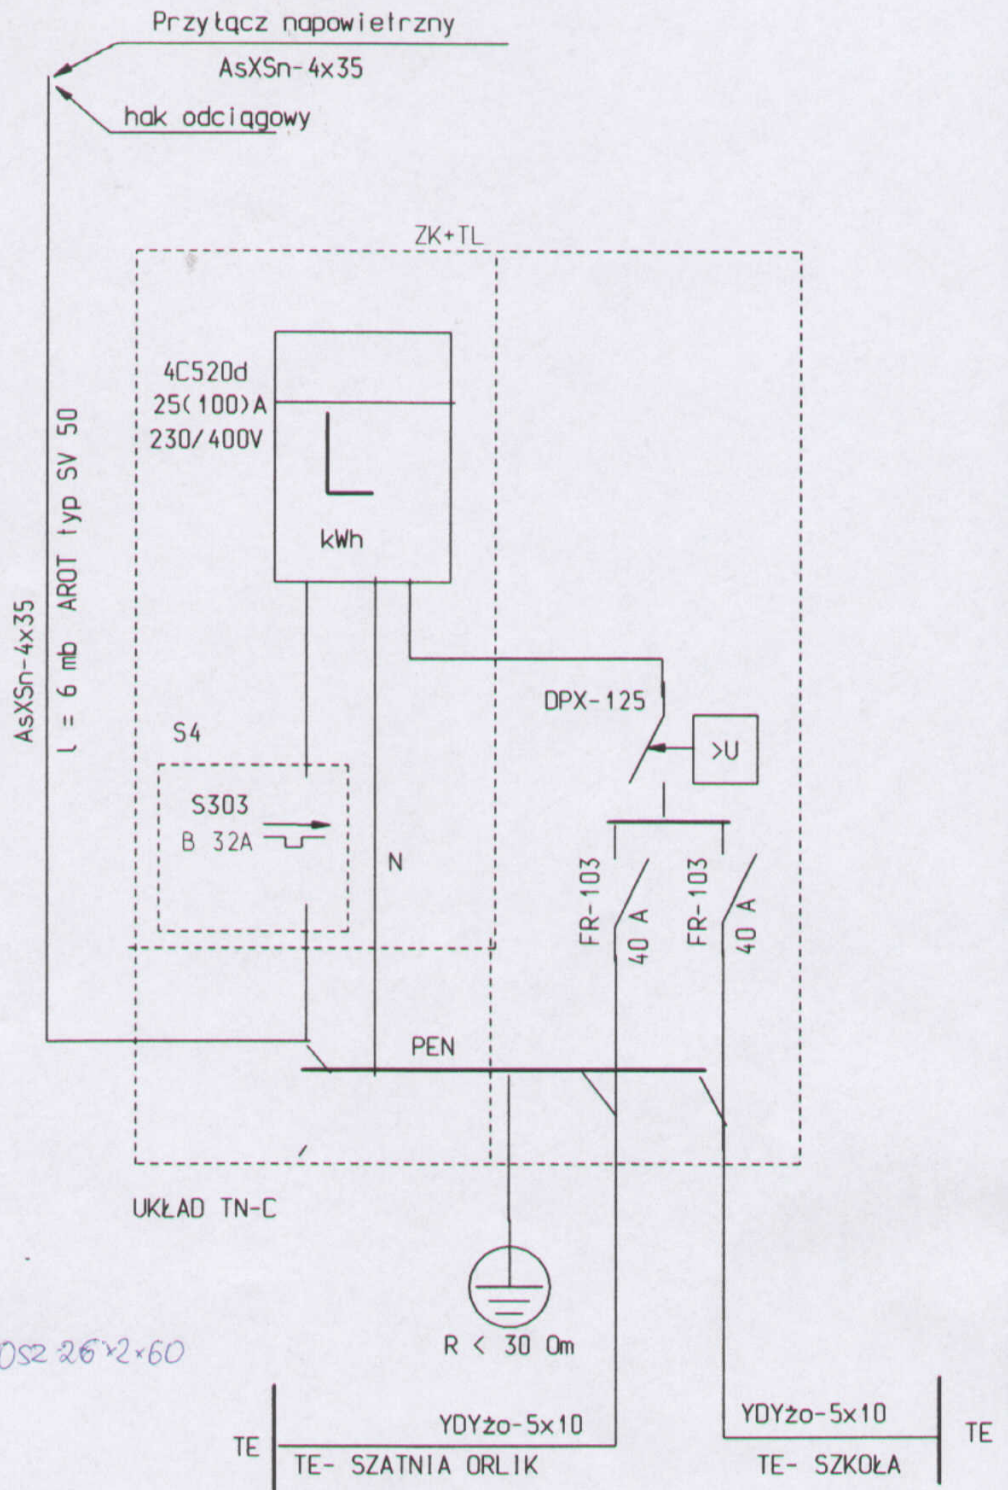 Przyłącz napowietrzny
AsXSn-4x35
hak odciągowy
ZK+TL
4C520d
25(100)A
230/400V
kWh
AsXSn-4x35
l = 6 mb AROT typ SV 50
S4
S303
B 32A
N
DPX-125
>U
FR-103
40 A
FR-103
40 A
PEN
UKŁAD TN-C
R < 30 Om
26x2x60
YDYżo-5x10
TE
TE- SZATNIA ORLIK
YDYżo-5x10
TE
TE- SZKOŁA